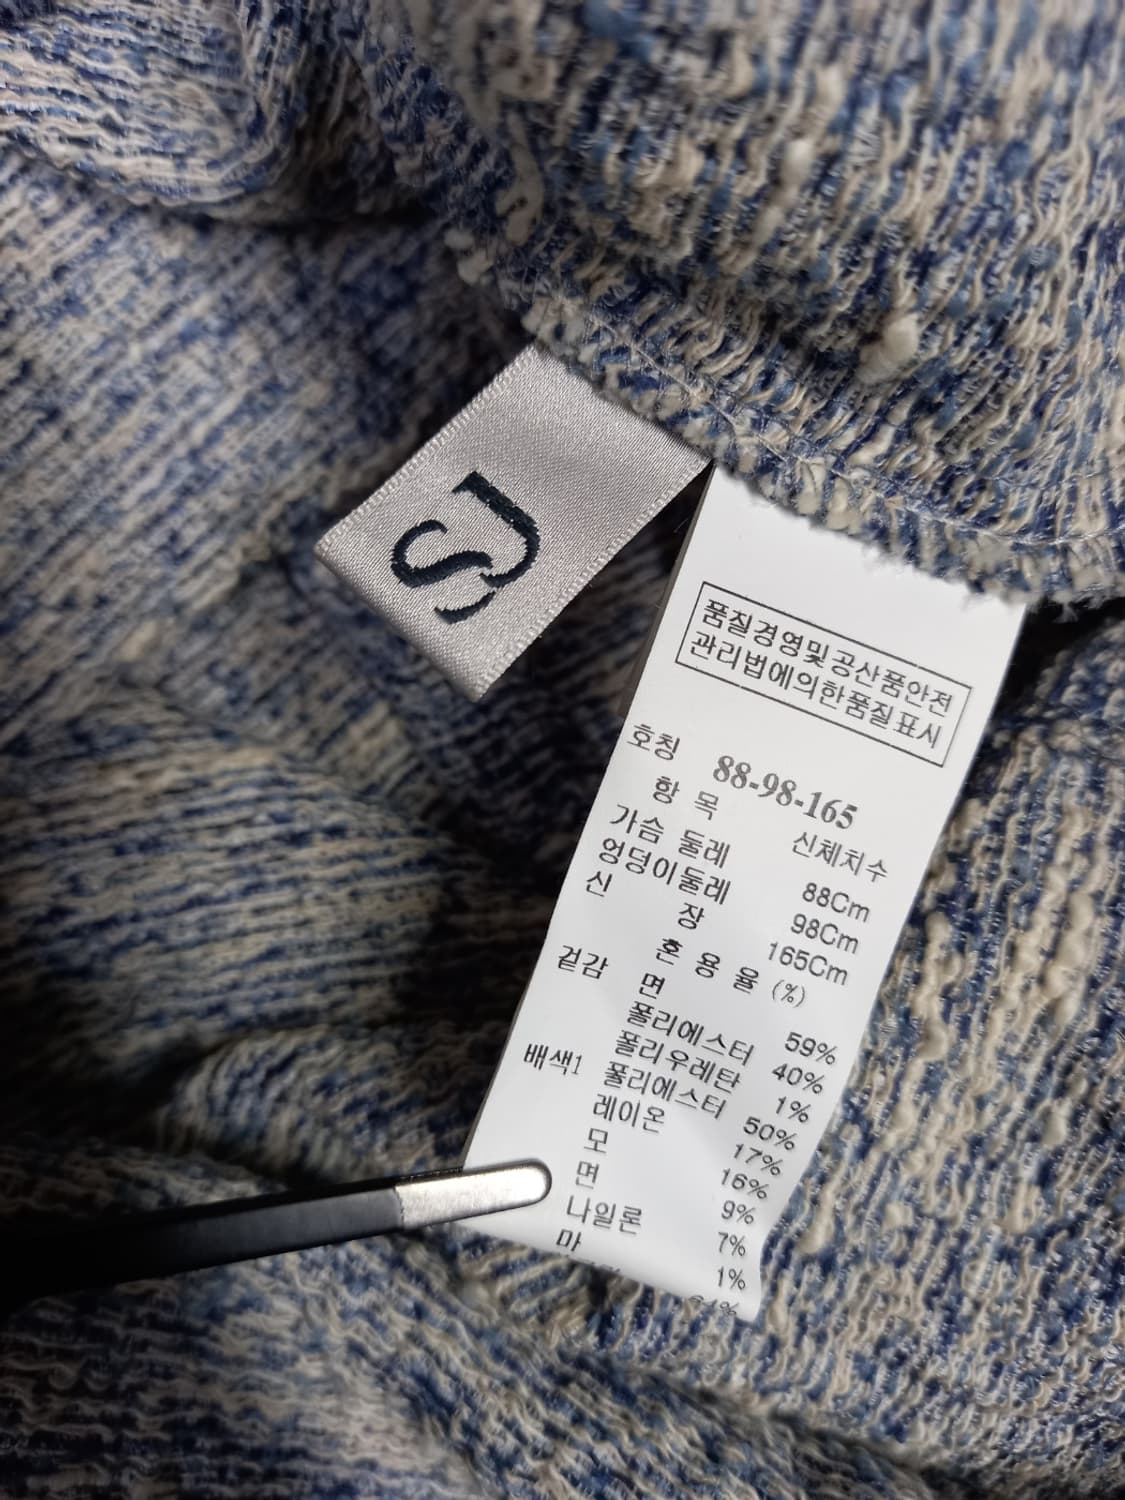 SJ
품질경영및공산품안전
관리법에의한품질표시
호칭 88-98-165
항 목 신체치수
가슴 둘레 88Cm
엉덩이둘레 98Cm
신 장 165Cm
혼 용 율 (%)
겉감 면 59%
폴리에스터 40%
폴리우레탄 1%
배색1 폴리에스터 50%
레이온 17%
모 16%
면 9%
나일론 7%
마 1%